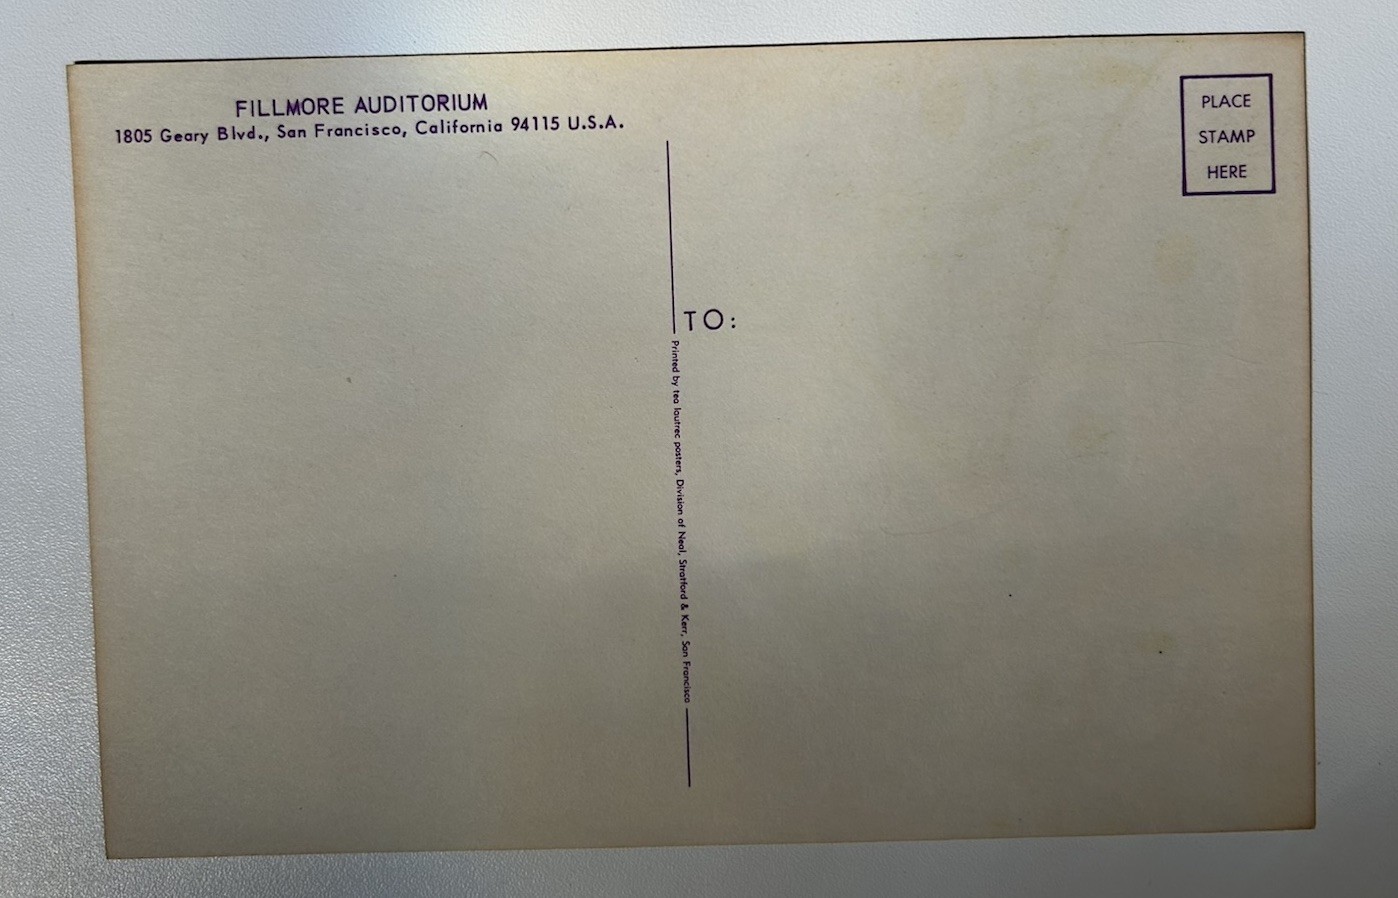 FILLMORE AUDITORIUM
1805 Geary Blvd., San Francisco, California 94115 U.S.A.
PLACE
STAMP
HERE
TO:
Printed by tea lautrec posters, Division of Neal, Stratford & Kerr, San Francisco